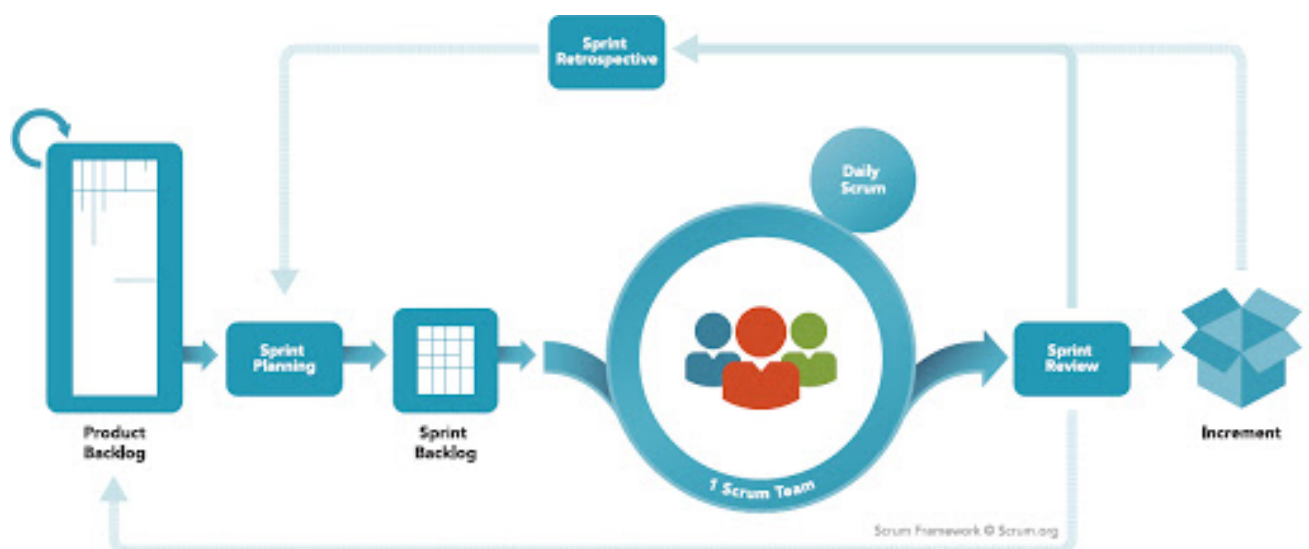 Sprint
Retrospective
Daily
Scrum
Sprint
Planning
Sprint
Review
Product
Backlog
Sprint
Backlog
Increment
1 Scrum Team
Scrum Framework © Scrum.org